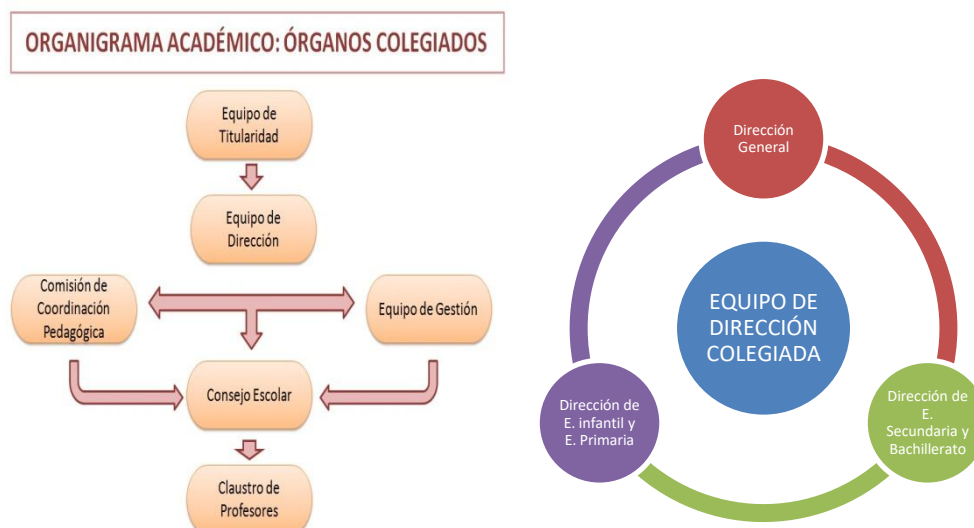 ORGANIGRAMA ACADÉMICO: ÓRGANOS COLEGIADOS
Equipo de
Titularidad
Equipo de
Dirección
Comisión de
Coordinación
Pedagógica
Equipo de Gestión
Consejo Escolar
Claustro de
Profesores
Dirección
General
EQUIPO DE
DIRECCIÓN
COLEGIADA
Dirección de
E. infantil y
E. Primaria
Dirección de
E.
Secundaria y
Bachillerato